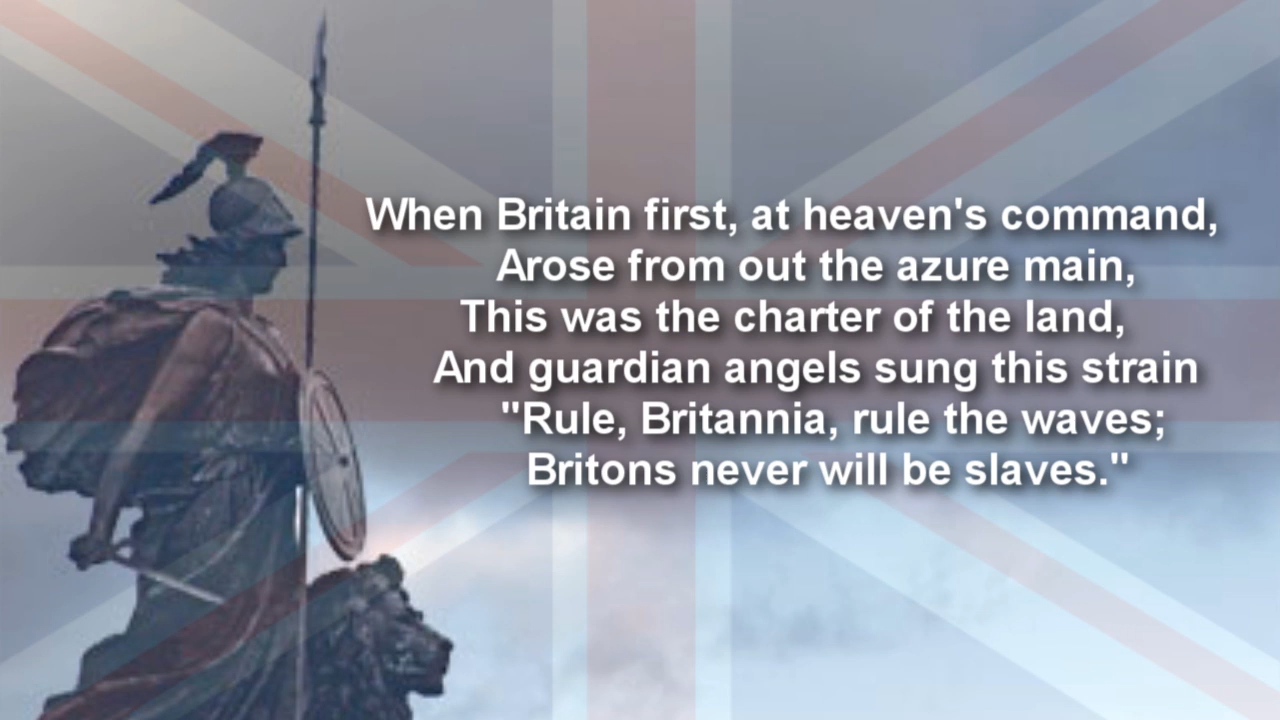 When Britain first, at heaven's command,
Arose from out the azure main,
This was the charter of the land,
And guardian angels sung this strain
"Rule, Britannia, rule the waves;
Britons never will be slaves."